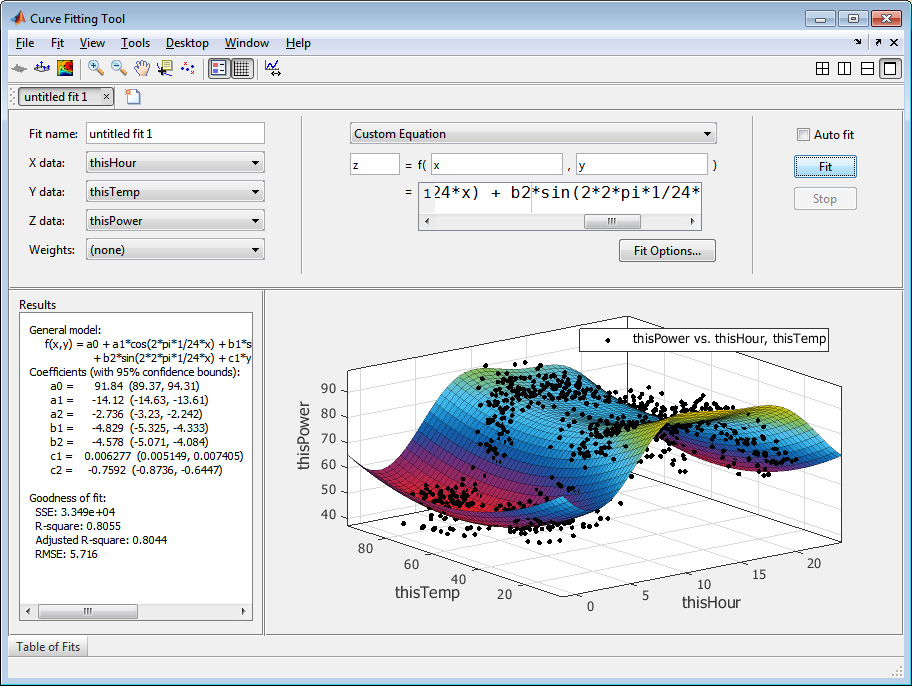 Curve Fitting Tool
File Fit View Tools Desktop Window Help
untitled fit 1
Fit name: untitled fit 1
X data: thisHour
Y data: thisTemp
Z data: thisPower
Weights: (none)
Custom Equation
z = f( x , y )
= 124*x) + b2*sin(2*2*pi*1/24*
Fit Options...
Auto fit
Fit
Stop
Results
General model:
f(x,y) = a0 + a1*cos(2*pi*1/24*x) + b1*s
+ b2*sin(2*2*pi*1/24*x) + c1*y
Coefficients (with 95% confidence bounds):
a0 = 91.84 (89.37, 94.31)
a1 = -14.12 (-14.63, -13.61)
a2 = -2.736 (-3.23, -2.242)
b1 = -4.829 (-5.325, -4.333)
b2 = -4.578 (-5.071, -4.084)
c1 = 0.006277 (0.005149, 0.007405)
c2 = -0.7592 (-0.8736, -0.6447)
Goodness of fit:
SSE: 3.349e+04
R-square: 0.8055
Adjusted R-square: 0.8044
RMSE: 5.716
thisPower vs. thisHour, thisTemp
90
80
70
60
50
40
thisPower
80
60
40
20
thisTemp
0
5
10
15
20
thisHour
Table of Fits